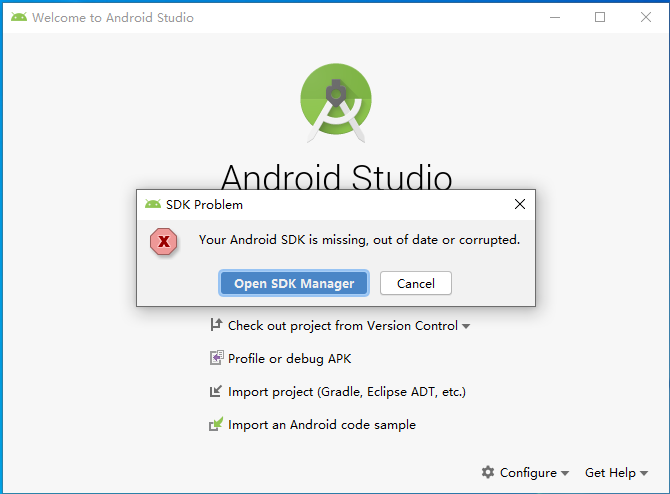 Welcome to Android Studio
Android Studio
SDK Problem
Your Android SDK is missing, out of date or corrupted.
Open SDK Manager
Cancel
Check out project from Version Control
Profile or debug APK
Import project (Gradle, Eclipse ADT, etc.)
Import an Android code sample
Configure
Get Help